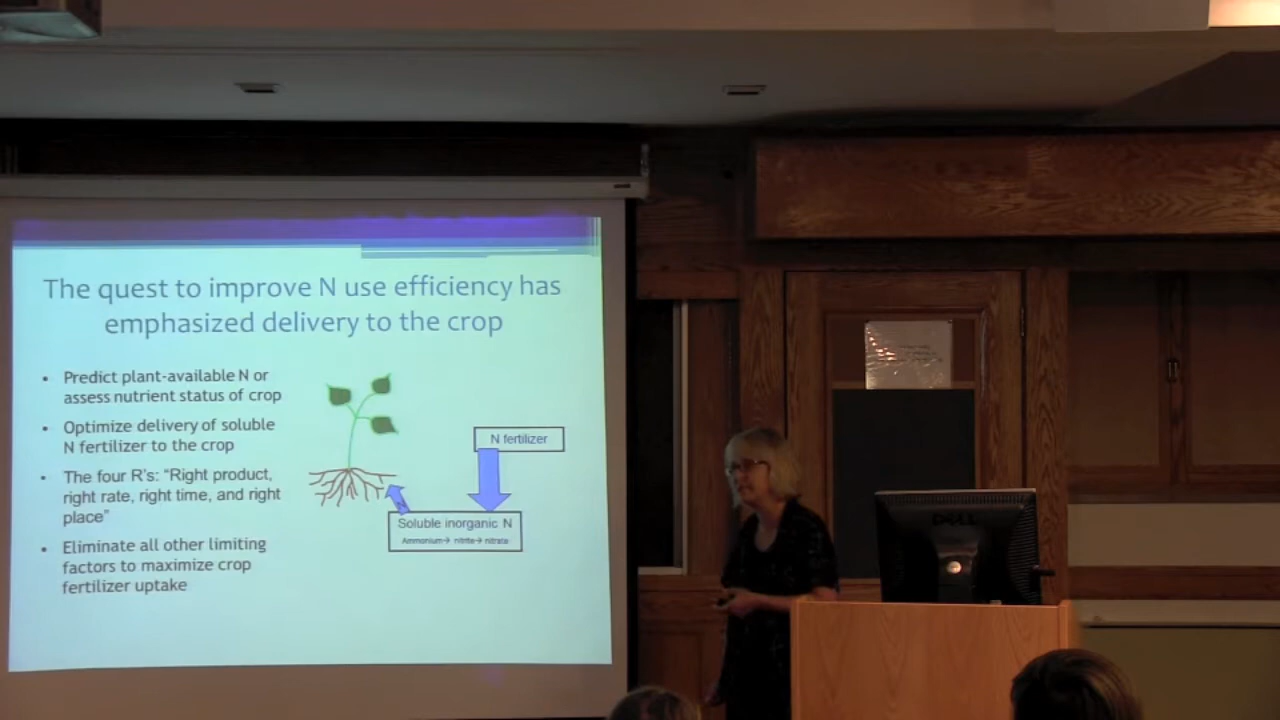 The quest to improve N use efficiency has
emphasized delivery to the crop
• Predict plant-available N or
assess nutrient status of crop
• Optimize delivery of soluble
N fertilizer to the crop
• The four R's: “Right product,
right rate, right time, and right
place”
• Eliminate all other limiting
factors to maximize crop
fertilizer uptake
N fertilizer
N
Soluble inorganic N
Ammonium→ nitrite→ nitrate
DELL